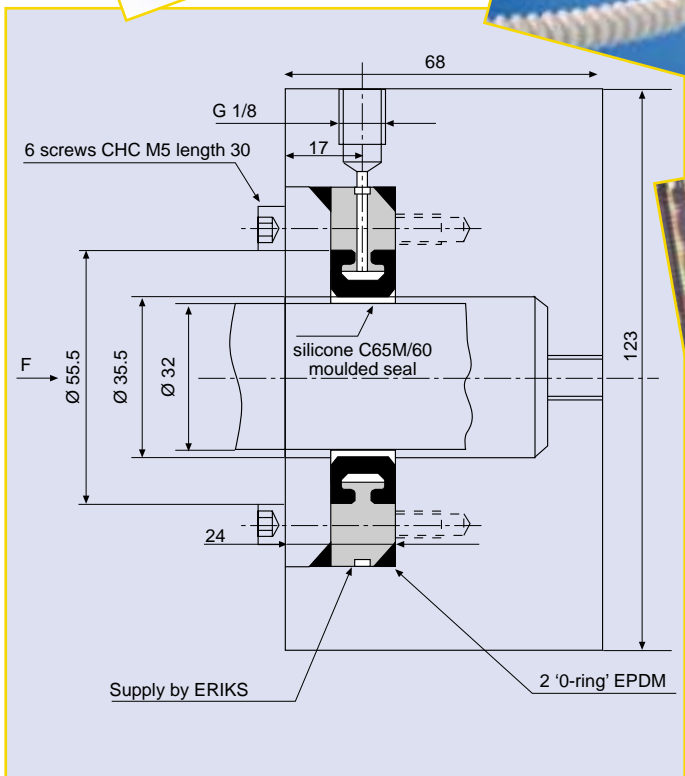 68
G 1/8
17
6 screws CHC M5 length 30
silicone C65M/60
moulded seal
F
Ø 55.5
Ø 35.5
Ø 32
123
24
Supply by ERIKS
2 ‘0-ring’ EPDM